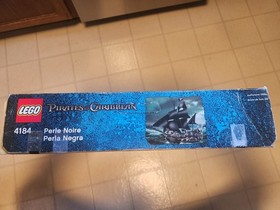 LEGO
PIRATES of the CARIBBEAN
4184
Perle Noire
Perla Negra